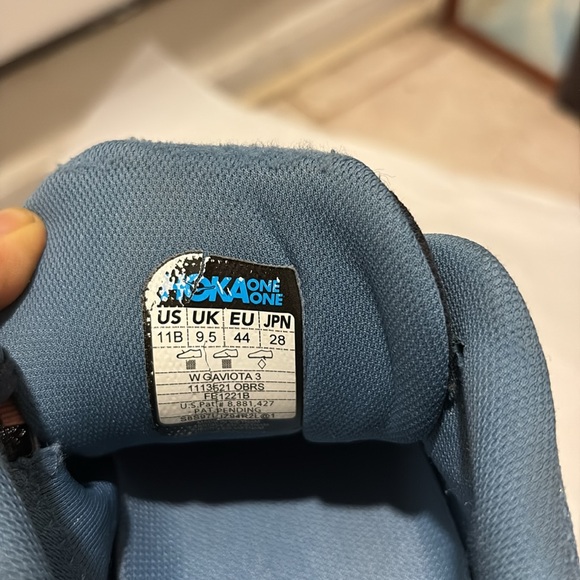 HOKA ONE ONE
US UK EU JPN
11B 9.5 44 28
W GAVIOTA 3
1113521 OBRS
FE1221B
U.S.Pat# 8,881,427
PAT.PENDING